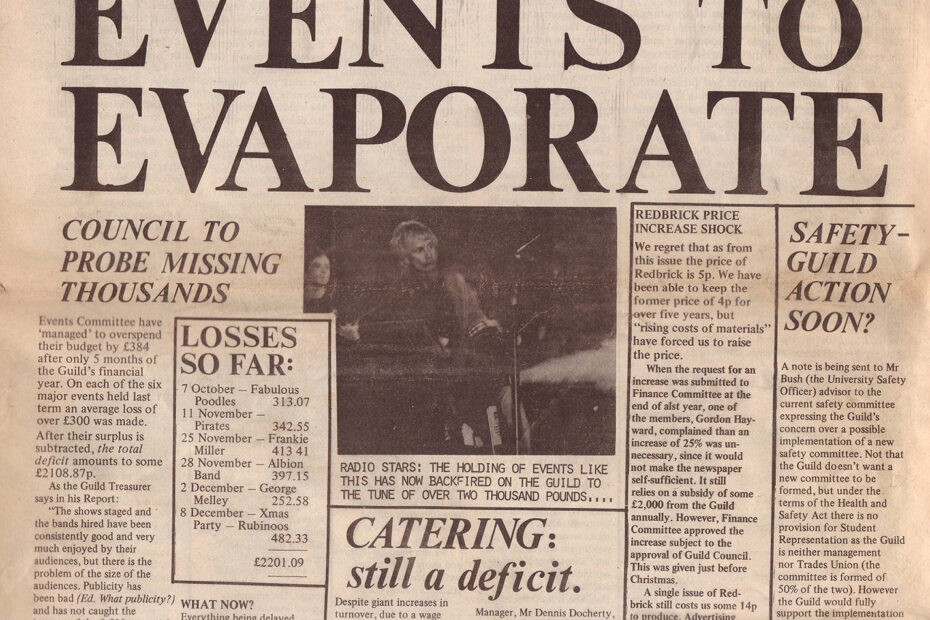 EVENTS TO
EVAPORATE
COUNCIL TO
PROBE MISSING
THOUSANDS
Events Committee have
'managed' to overspend
their budget by £384
after only 5 months of
the Guild's financial
year. On each of the six
major events held last
term an average loss of
over £300 was made.
After their surplus is
subtracted, the total
deficit amounts to some
£2108.87p.
As the Guild Treasurer
says in his Report:
"The shows staged and
the bands hired have been
consistently good and very
much enjoyed by their
audiences, but there is the
problem of the size of the
audiences. Publicity has
been bad (Ed. What publicity?)
and has not caught the
LOSSES
SO FAR:
7 October — Fabulous
Poodles 313.07
11 November —
Pirates 342.55
25 November — Frankie
Miller 413 41
28 November — Albion
Band 397.15
2 December — George
Melley 252.58
8 December — Xmas
Party — Rubinoos
482.33
£2201.09
WHAT NOW?
Everything being delayed
RADIO STARS: THE HOLDING OF EVENTS LIKE
THIS HAS NOW BACKFIRED ON THE GUILD TO
THE TUNE OF OVER TWO THOUSAND POUNDS....
CATERING:
still a deficit.
Despite giant increases in
turnover, due to a wage
Manager, Mr Dennis Docherty,
REDBRICK PRICE
INCREASE SHOCK
We regret that as from
this issue the price of
Redbrick is 5p. We have
been able to keep the
former price of 4p for
over five years, but
"rising costs of materials"
have forced us to raise
the price.
When the request for an
increase was submitted to
Finance Committee at the
end of alst year, one of
the members, Gordon Hay-
ward, complained than an
increase of 25% was un-
necessary, since it would
not make the newspaper
self-sufficient. It still
relies on a subsidy of some
£2,000 from the Guild
annually. However, Finance
Committee approved the
increase subject to the
approval of Guild Council.
This was given just before
Christmas.
A single issue of Red-
brick still costs us some 14p
to produce. Advertising
SAFETY-
GUILD
ACTION
SOON?
A note is being sent to Mr
Bush (the University Safety
Officer) advisor to the
current safety committee
expressing the Guild's
concern over a possible
implementation of a new
safety committee. Not that
the Guild doesn't want a
new committee to be
formed, but under the
terms of the Health and
Safety Act there is no
provision for Student
Representation as the Guild
is neither management
nor Trades Union (the
committee is formed of
50% of the two). However
the Guild would fully
support the implementation